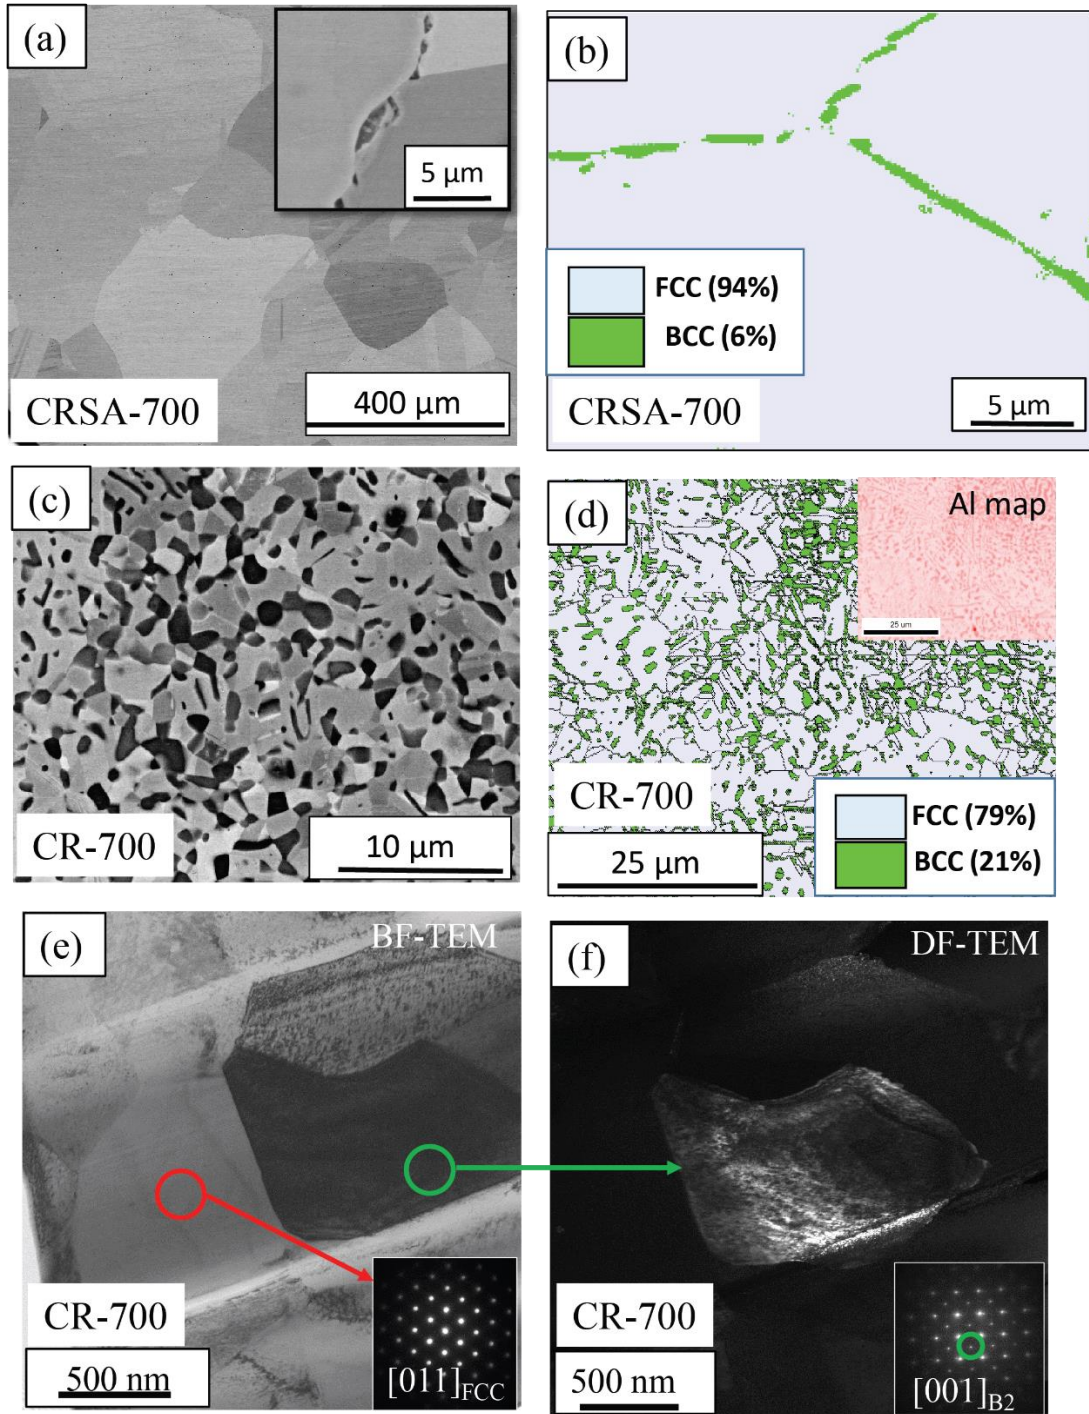 (a)
5 µm
CRSA-700
400 µm
(b)
FCC (94%)
BCC (6%)
CRSA-700
5 µm
(c)
CR-700
10 µm
(d)
Al map
25 um
CR-700
25 µm
FCC (79%)
BCC (21%)
(e)
BF-TEM
CR-700
500 nm
[011]FCC
(f)
DF-TEM
CR-700
500 nm
[001]B2